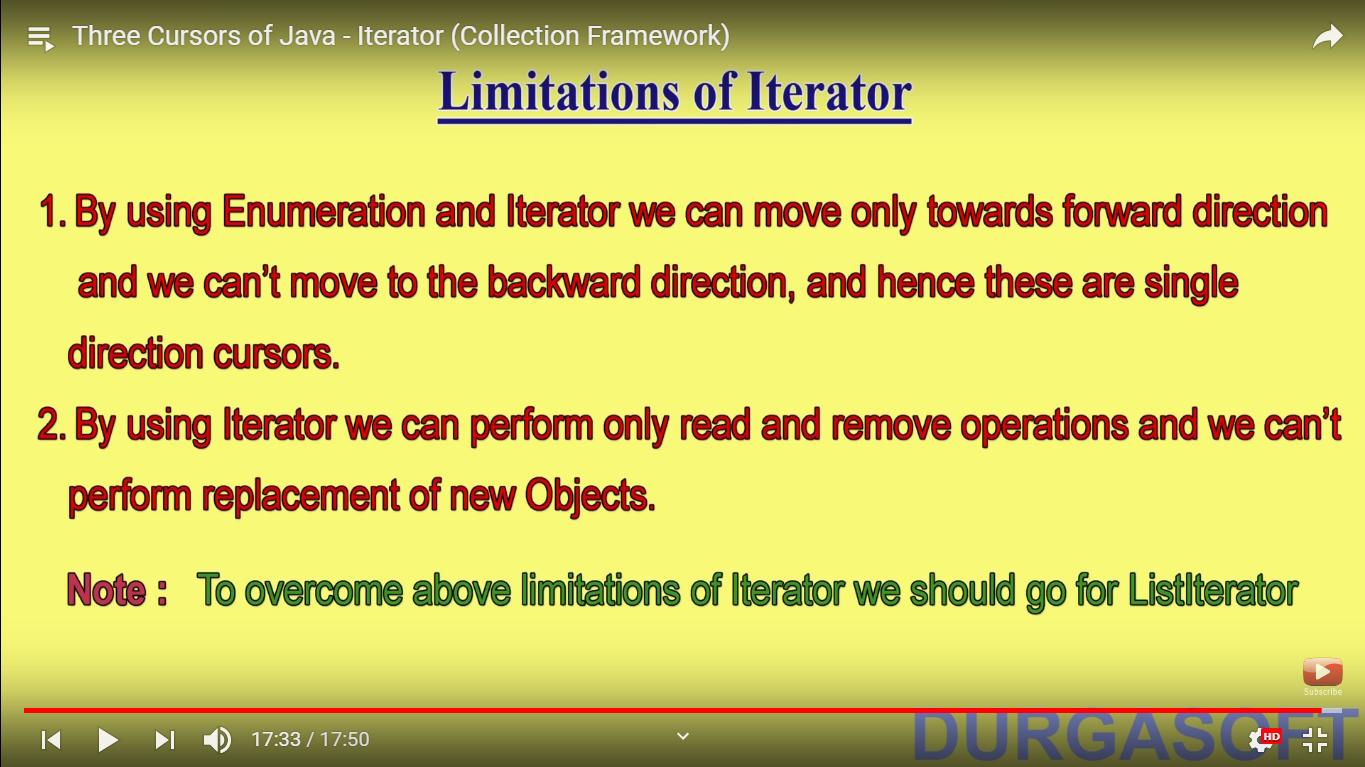 Three Cursors of Java - Iterator (Collection Framework)
Limitations of Iterator
1. By using Enumeration and Iterator we can move only towards forward direction
and we can’t move to the backward direction, and hence these are single
direction cursors.
2. By using Iterator we can perform only read and remove operations and we can’t
perform replacement of new Objects.
Note : To overcome above limitations of Iterator we should go for ListIterator
Subscribe
17:33 / 17:50
HD
DURGASOFT